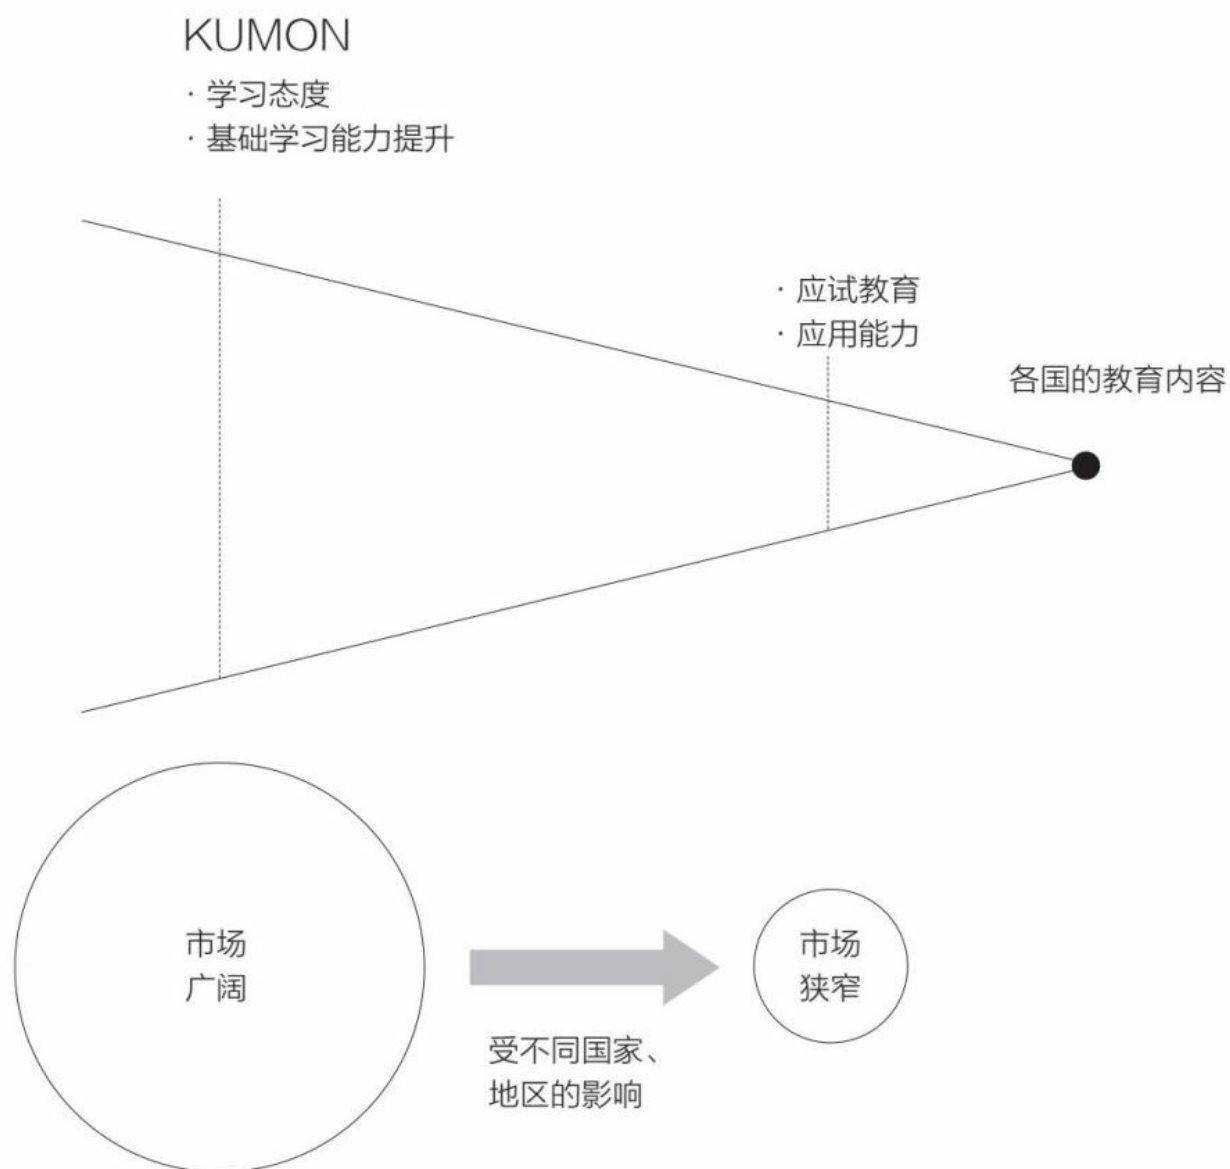 KUMON
· 学习态度
· 基础学习能力提升
· 应试教育
· 应用能力
各国的教育内容
市场
广阔
市场
狭窄
受不同国家、
地区的影响